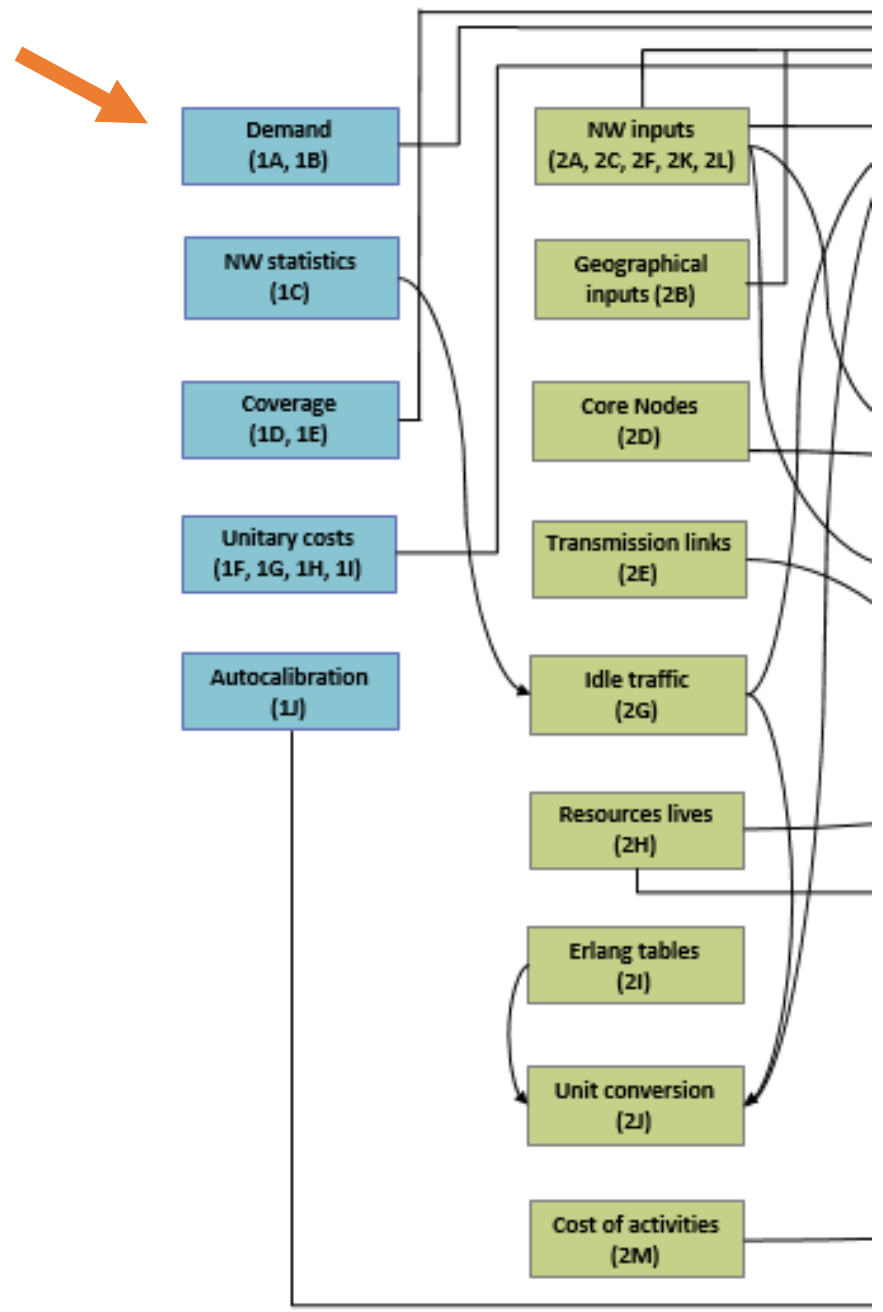 Demand
(1A, 1B)
NW statistics
(1C)
Coverage
(1D, 1E)
Unitary costs
(1F, 1G, 1H, 1I)
Autocalibration
(1J)
NW inputs
(2A, 2C, 2F, 2K, 2L)
Geographical
inputs (2B)
Core Nodes
(2D)
Transmission links
(2E)
Idle traffic
(2G)
Resources lives
(2H)
Erlang tables
(2I)
Unit conversion
(2J)
Cost of activities
(2M)